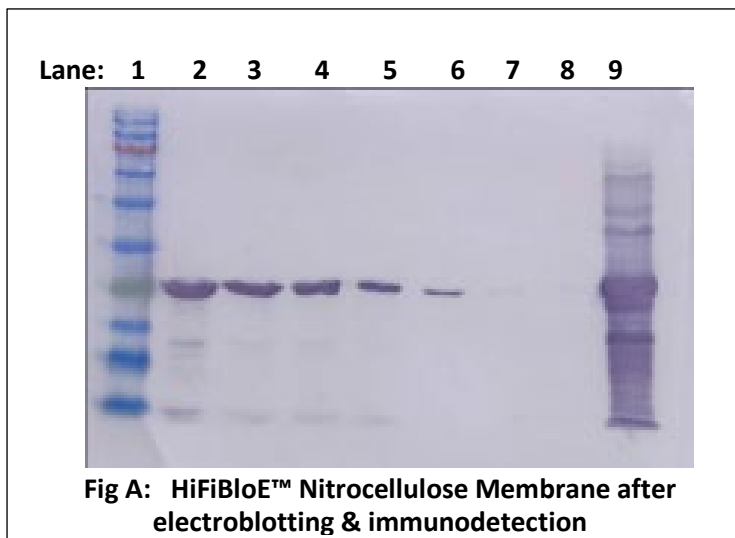 Lane: 1 2 3 4 5 6 7 8 9
Fig A: HiFiBloE™ Nitrocellulose Membrane after
electroblotting & immunodetection